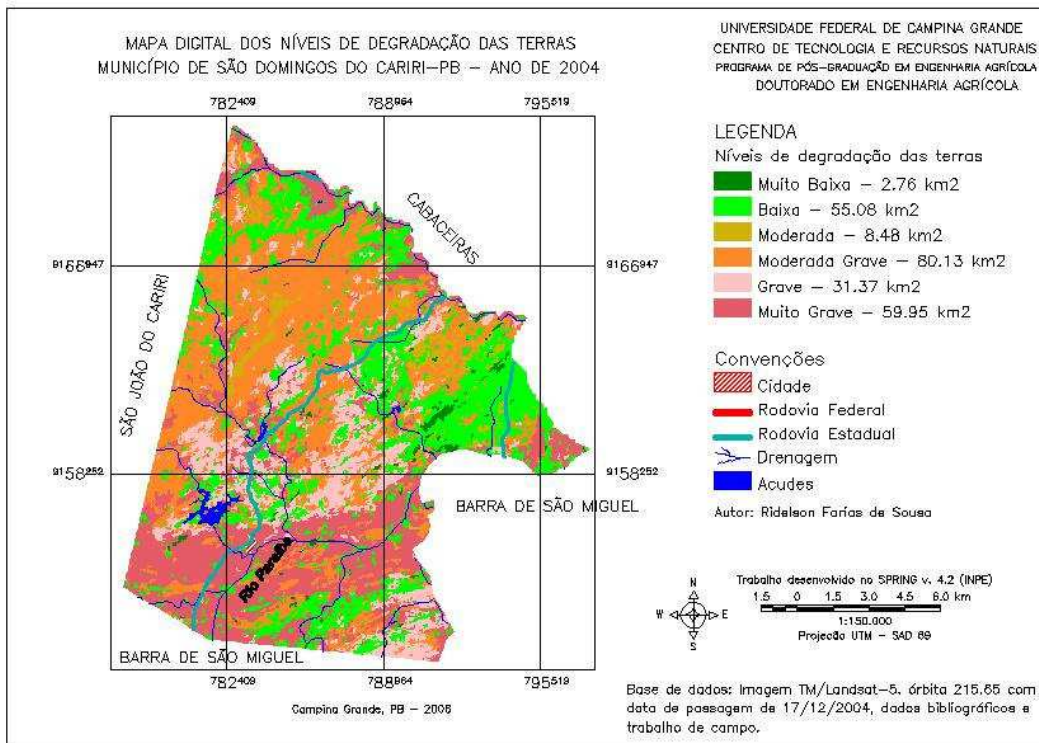 MAPA DIGITAL DOS NÍVEIS DE DEGRADAÇÃO DAS TERRAS
MUNICÍPIO DE SÃO DOMINGOS DO CARIRI-PB - ANO DE 2004
782409 788964 795519
CABACEIRAS
9166947 9166947
SÃO JOÃO DO CARIRI
9158252 9158252
BARRA DE SÃO MIGUEL
Rio Paraíba
BARRA DE SÃO MIGUEL
782409 788964 795519
Campina Grande, PB - 2006
UNIVERSIDADE FEDERAL DE CAMPINA GRANDE
CENTRO DE TECNOLOGIA E RECURSOS NATURAIS
PROGRAMA DE PÓS-GRADUAÇÃO EM ENGENHARIA AGRÍCOLA
DOUTORADO EM ENGENHARIA AGRÍCOLA
LEGENDA
Níveis de degradação das terras
Muito Baixa - 2.76 km2
Baixa - 55.08 km2
Moderada - 8.48 km2
Moderada Grave - 80.13 km2
Grave - 31.37 km2
Muito Grave - 59.95 km2
Convenções
Cidade
Rodovia Federal
Rodovia Estadual
Drenagem
Acudes
Autor: Ridelson Farias de Sousa
N
W E
S
Trabalho desenvolvido no SPRING v. 4.2 (INPE)
1.5 0 1.5 3.0 4.5 6.0 km
1:150.000
Projecão UTM - SAD 69
Base de dados: Imagem TM/Landsat-5. órbita 215.65 com
data de passagem de 17/12/2004, dados bibliográficos e
trabalho de campo.